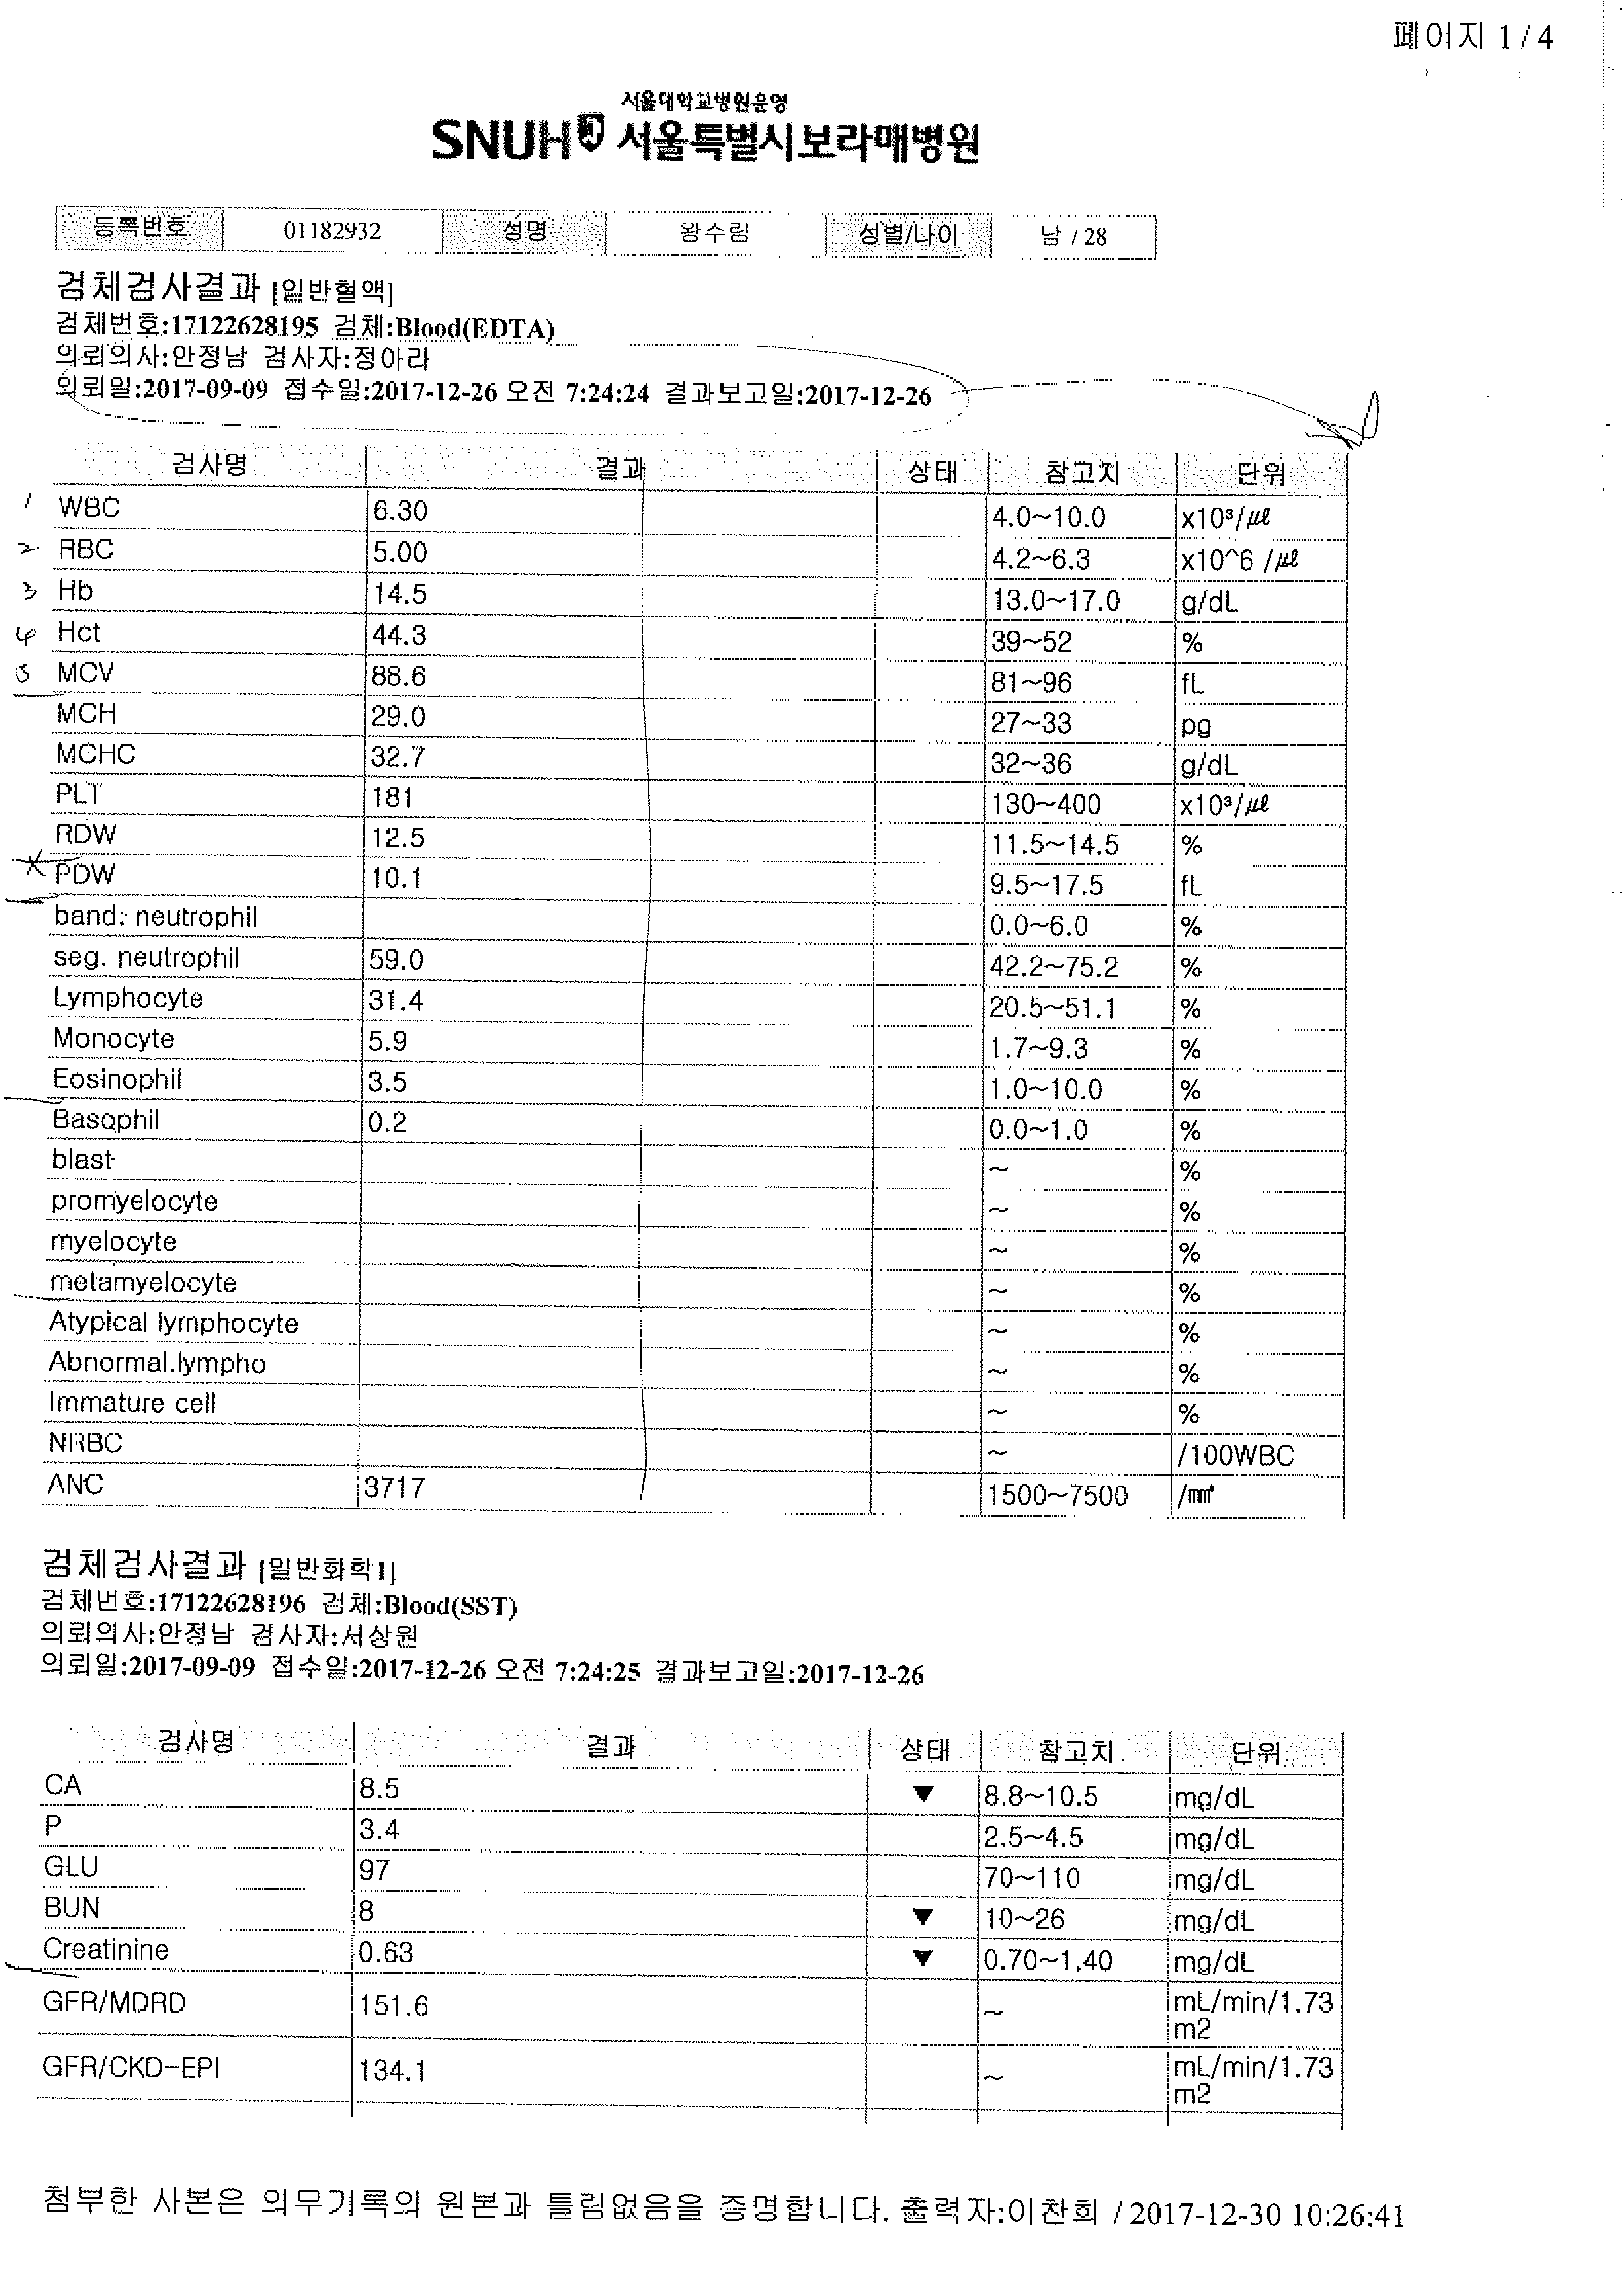 페이지 1 / 4
서울대학교병원운영
SNUH 서울특별시보라매병원
등록번호 01182932 성명 왕수림 성별/나이 남 / 28
검체검사결과 [일반혈액]
검체번호:17122628195 검체:Blood(EDTA)
의뢰의사:안정남 검사자:정아라
의뢰일:2017-09-09 접수일:2017-12-26 오전 7:24:24 결과보고일:2017-12-26
검사명 결과 상태 참고치 단위
1 WBC 6.30 4.0~10.0 x10³/㎕
2 RBC 5.00 4.2~6.3 x10^6 /㎕
3 Hb 14.5 13.0~17.0 g/dL
4 Hct 44.3 39~52 %
5 MCV 88.6 81~96 fL
MCH 29.0 27~33 pg
MCHC 32.7 32~36 g/dL
PLT 181 130~400 x10³/㎕
RDW 12.5 11.5~14.5 %
PDW 10.1 9.5~17.5 fL
band. neutrophil 0.0~6.0 %
seg. neutrophil 59.0 42.2~75.2 %
Lymphocyte 31.4 20.5~51.1 %
Monocyte 5.9 1.7~9.3 %
Eosinophil 3.5 1.0~10.0 %
Basophil 0.2 0.0~1.0 %
blast ~ %
promyelocyte ~ %
myelocyte ~ %
metamyelocyte ~ %
Atypical lymphocyte ~ %
Abnormal.lympho ~ %
Immature cell ~ %
NRBC ~ /100WBC
ANC 3717 1500~7500 /㎣
검체검사결과 [일반화학1]
검체번호:17122628196 검체:Blood(SST)
의뢰의사:안정남 검사자:서상원
의뢰일:2017-09-09 접수일:2017-12-26 오전 7:24:25 결과보고일:2017-12-26
검사명 결과 상태 참고치 단위
CA 8.5 ▼ 8.8~10.5 mg/dL
P 3.4 2.5~4.5 mg/dL
GLU 97 70~110 mg/dL
BUN 8 ▼ 10~26 mg/dL
Creatinine 0.63 ▼ 0.70~1.40 mg/dL
GFR/MDRD 151.6 ~ mL/min/1.73
m2
GFR/CKD-EPI 134.1 ~ mL/min/1.73
m2
첨부한 사본은 의무기록의 원본과 틀림없음을 증명합니다. 출력자:이찬희 / 2017-12-30 10:26:41